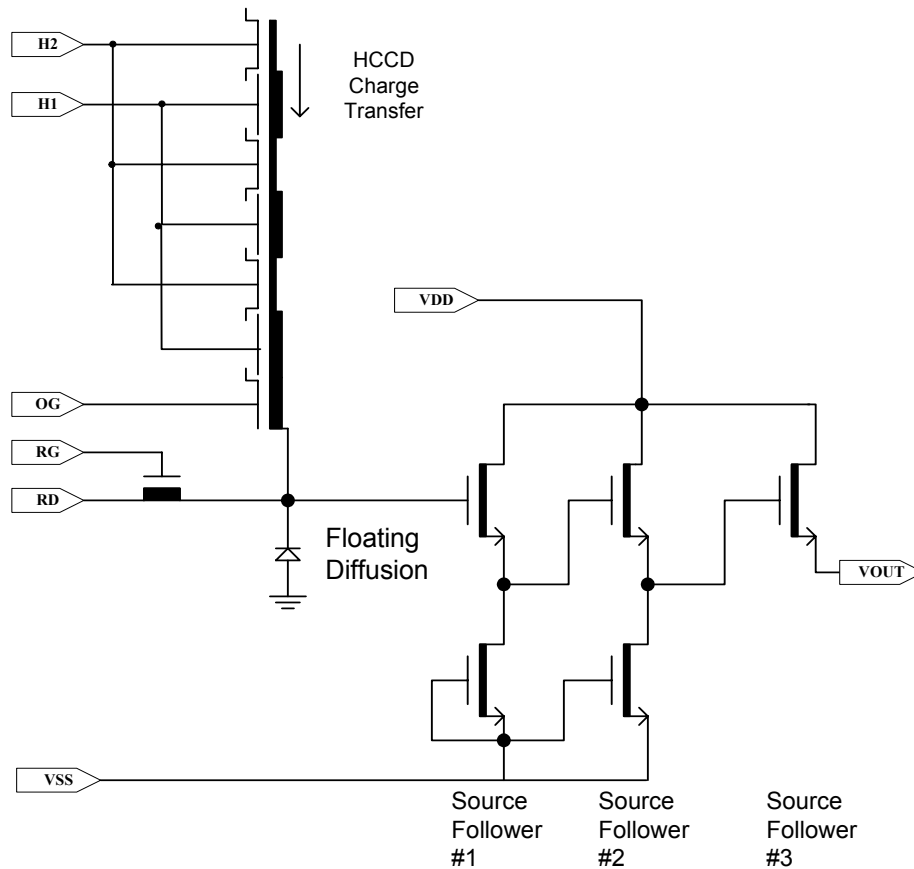 H2
H1
HCCD
Charge
Transfer
VDD
OG
RG
RD
Floating
Diffusion
VOUT
VSS
Source
Follower
#1
Source
Follower
#2
Source
Follower
#3